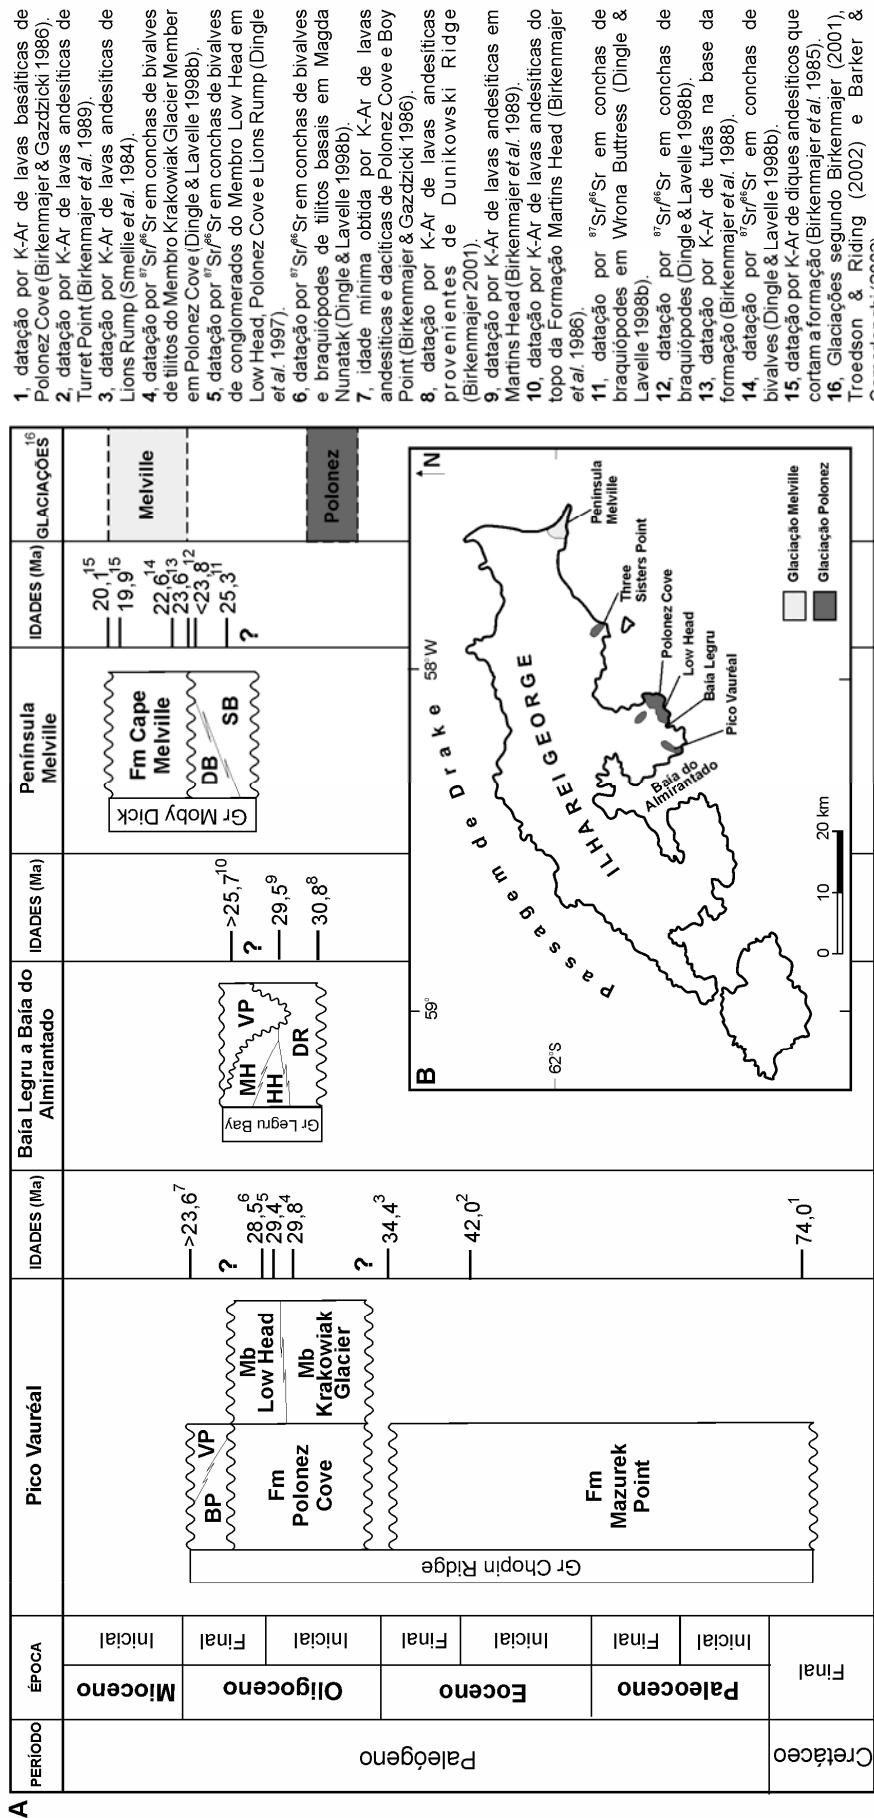 A
PERÍODO
ÉPOCA
Pico Vauréal
IDADES (Ma)
Baía Legru a Baía do
Almirantado
IDADES (Ma)
Península
Melville
IDADES (Ma)
GLACIAÇÕES 16
Paleógeno
Cretáceo
Mioceno
Inicial
Oligoceno
Final
Inicial
Eoceno
Final
Inicial
Paleoceno
Final
Inicial
Final
Gr Chopin Ridge
BP
VP
Fm
Polonez
Cove
Mb
Low Head
Mb
Krakowiak
Glacier
Fm
Mazurek
Point
>23,6 7
?
28,5 6
29,4 5
29,8 4
?
34,4 3
42,0 2
74,0 1
Gr Legru Bay
MH
VP
HH
DR
>25,7 10
?
29,5 9
30,8 8
Gr Moby Dick
Fm Cape
Melville
DB
SB
20,1 15
19,9 15
22,6 14
23,6 13
<23,8 12
25,3 11
?
Melville
Polonez
B
59°
58°W
N
62°S
Passagem de Drake
ILHA REI GEORGE
Península
Melville
Three
Sisters Point
Polonez Cove
Low Head
Baía Legru
Pico Vauréal
Baía do
Almirantado
0 10 20 km
Glaciação Melville
Glaciação Polonez
1, datação por K-Ar de lavas basálticas de
Polonez Cove (Birkenmajer & Gazdzicki 1986).
2, datação por K-Ar de lavas andesíticas de
Turret Point (Birkenmajer et al. 1989).
3, datação por K-Ar de lavas andesíticas de
Lions Rump (Smellie et al. 1984).
4, datação por 87Sr/86Sr em conchas de bivalves
de tilitos do Membro Krakowiak Glacier Member
em Polonez Cove (Dingle & Lavelle 1998b).
5, datação por 87Sr/86Sr em conchas de bivalves
de conglomerados do Membro Low Head em
Low Head, Polonez Cove e Lions Rump (Dingle
et al. 1997).
6, datação por 87Sr/86Sr em conchas de bivalves
e braquiópodes de tilitos basais em Magda
Nunatak (Dingle & Lavelle 1998b).
7, idade mínima obtida por K-Ar de lavas
andesíticas e dacíticas de Polonez Cove e Boy
Point (Birkenmajer & Gazdzicki 1986).
8, datação por K-Ar de lavas andesíticas
provenientes de Dunikowski Ridge
(Birkenmajer 2001).
9, datação por K-Ar de lavas andesíticas em
Martins Head (Birkenmajer et al. 1989).
10, datação por K-Ar de lavas andesíticas do
topo da Formação Martins Head (Birkenmajer
et al. 1986).
11, datação por 87Sr/86Sr em conchas de
braquiópodes em Wrona Buttress (Dingle &
Lavelle 1998b).
12, datação por 87Sr/86Sr em conchas de
braquiópodes (Dingle & Lavelle 1998b).
13, datação por K-Ar de tufas na base da
formação (Birkenmajer et al. 1988).
14, datação por 87Sr/86Sr em conchas de
bivalves (Dingle & Lavelle 1998b).
15, datação por K-Ar de diques andesíticos que
cortam a formação (Birkenmajer et al. 1985).
16, Glaciações segundo Birkenmajer (2001),
Troedson & Riding (2002) e Barker &